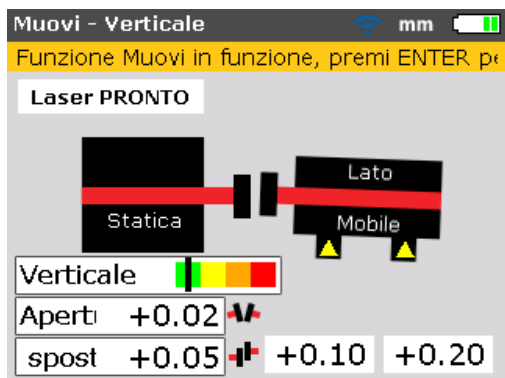 Muovi - Verticale mm
Funzione Muovi in funzione, premi ENTER pe
Laser PRONTO
Lato
Statica
Mobile
Verticale
Apertu +0.02
spost +0.05 +0.10 +0.20